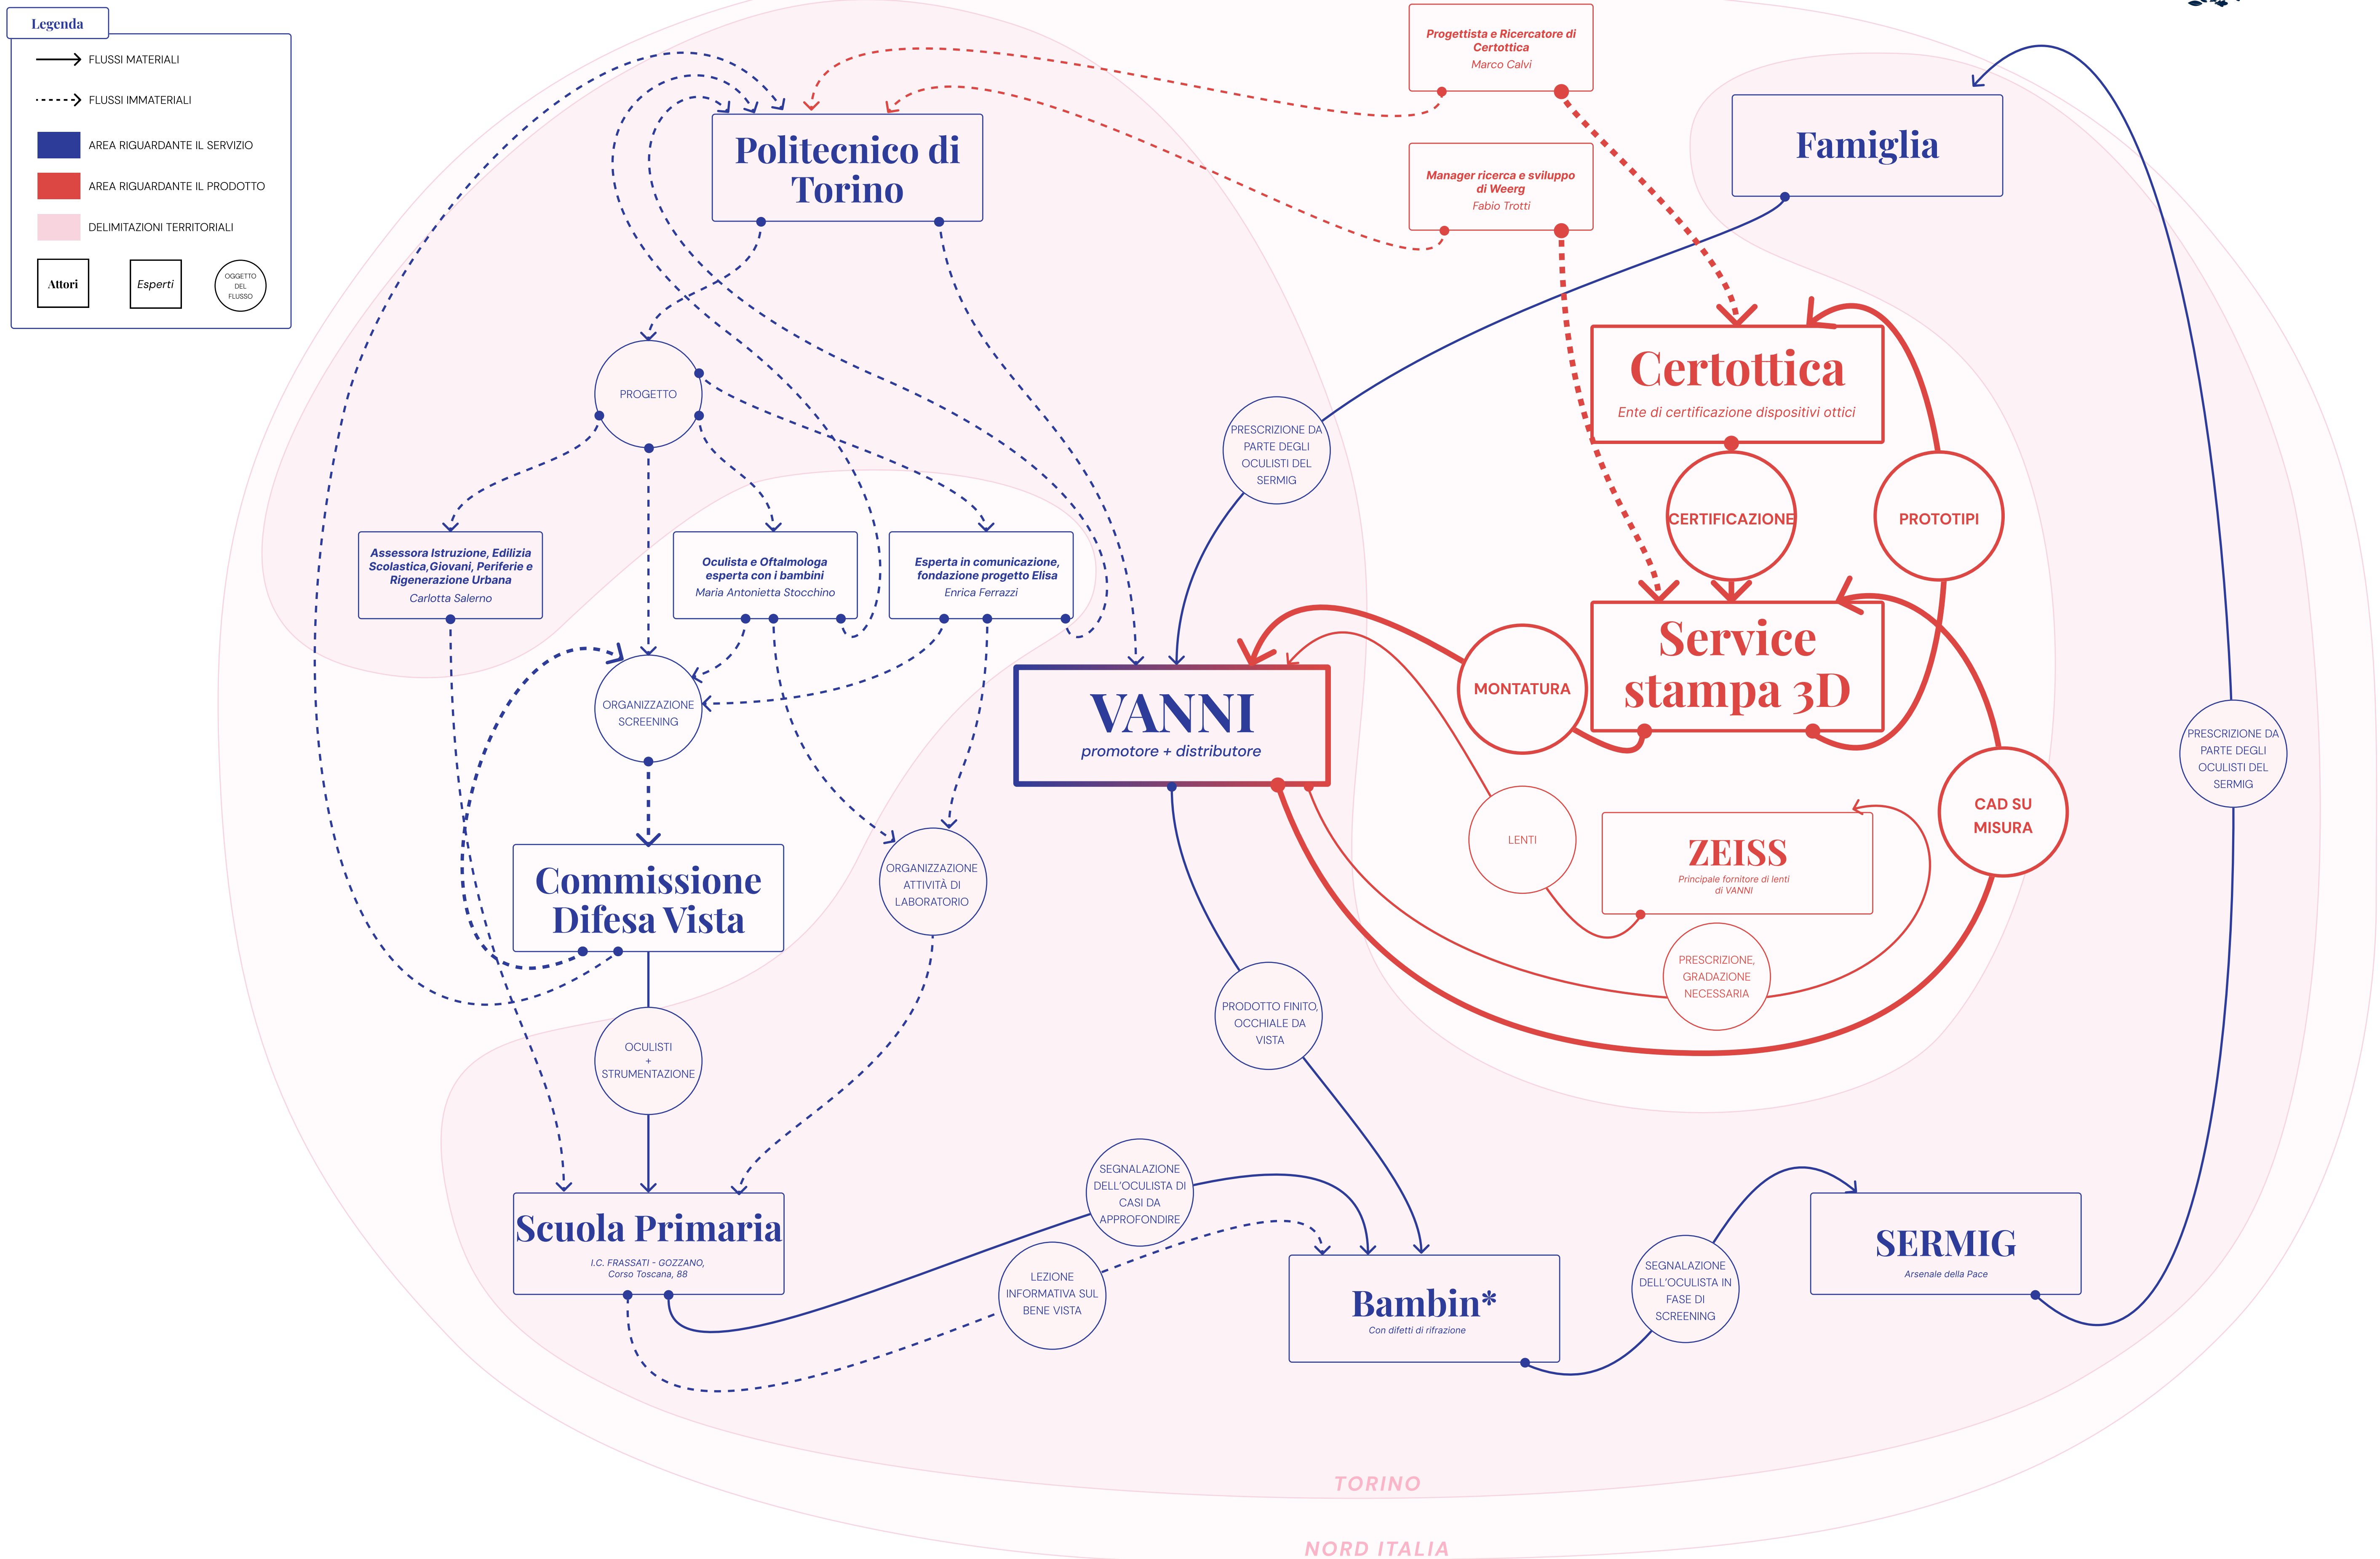 Legenda
FLUSSI MATERIALI
FLUSSI IMMATERIALI
AREA RIGUARDANTE IL SERVIZIO
AREA RIGUARDANTE IL PRODOTTO
DELIMITAZIONI TERRITORIALI
Attori
Esperti
OGGETTO
DEL
FLUSSO
Progettista e Ricercatore di
Certottica
Marco Calvi
Manager ricerca e sviluppo
di Weerg
Fabio Trotti
Politecnico di
Torino
Famiglia
PROGETTO
Certottica
Ente di certificazione dispositivi ottici
PRESCRIZIONE DA
PARTE DEGLI
OCULISTI DEL
SERMIG
CERTIFICAZIONE
PROTOTIPI
Assessora Istruzione, Edilizia
Scolastica,Giovani, Periferie e
Rigenerazione Urbana
Carlotta Salerno
Oculista e Oftalmologa
esperta con i bambini
Maria Antonietta Stocchino
Esperta in comunicazione,
fondazione progetto Elisa
Enrica Ferrazzi
ORGANIZZAZIONE
SCREENING
VANNI
promotore + distributore
MONTATURA
Service
stampa 3D
PRESCRIZIONE DA
PARTE DEGLI
OCULISTI DEL
SERMIG
CAD SU
MISURA
LENTI
ZEISS
Principale fornitore di lenti
di VANNI
Commissione
Difesa Vista
ORGANIZZAZIONE
ATTIVITÀ DI
LABORATORIO
PRESCRIZIONE,
GRADAZIONE
NECESSARIA
PRODOTTO FINITO,
OCCHIALE DA
VISTA
OCULISTI
+
STRUMENTAZIONE
SEGNALAZIONE
DELL'OCULISTA DI
CASI DA
APPROFONDIRE
Scuola Primaria
I.C. FRASSATI - GOZZANO,
Corso Toscana, 88
LEZIONE
INFORMATIVA SUL
BENE VISTA
Bambin*
Con difetti di rifrazione
SEGNALAZIONE
DELL'OCULISTA IN
FASE DI
SCREENING
SERMIG
Arsenale della Pace
TORINO
NORD ITALIA